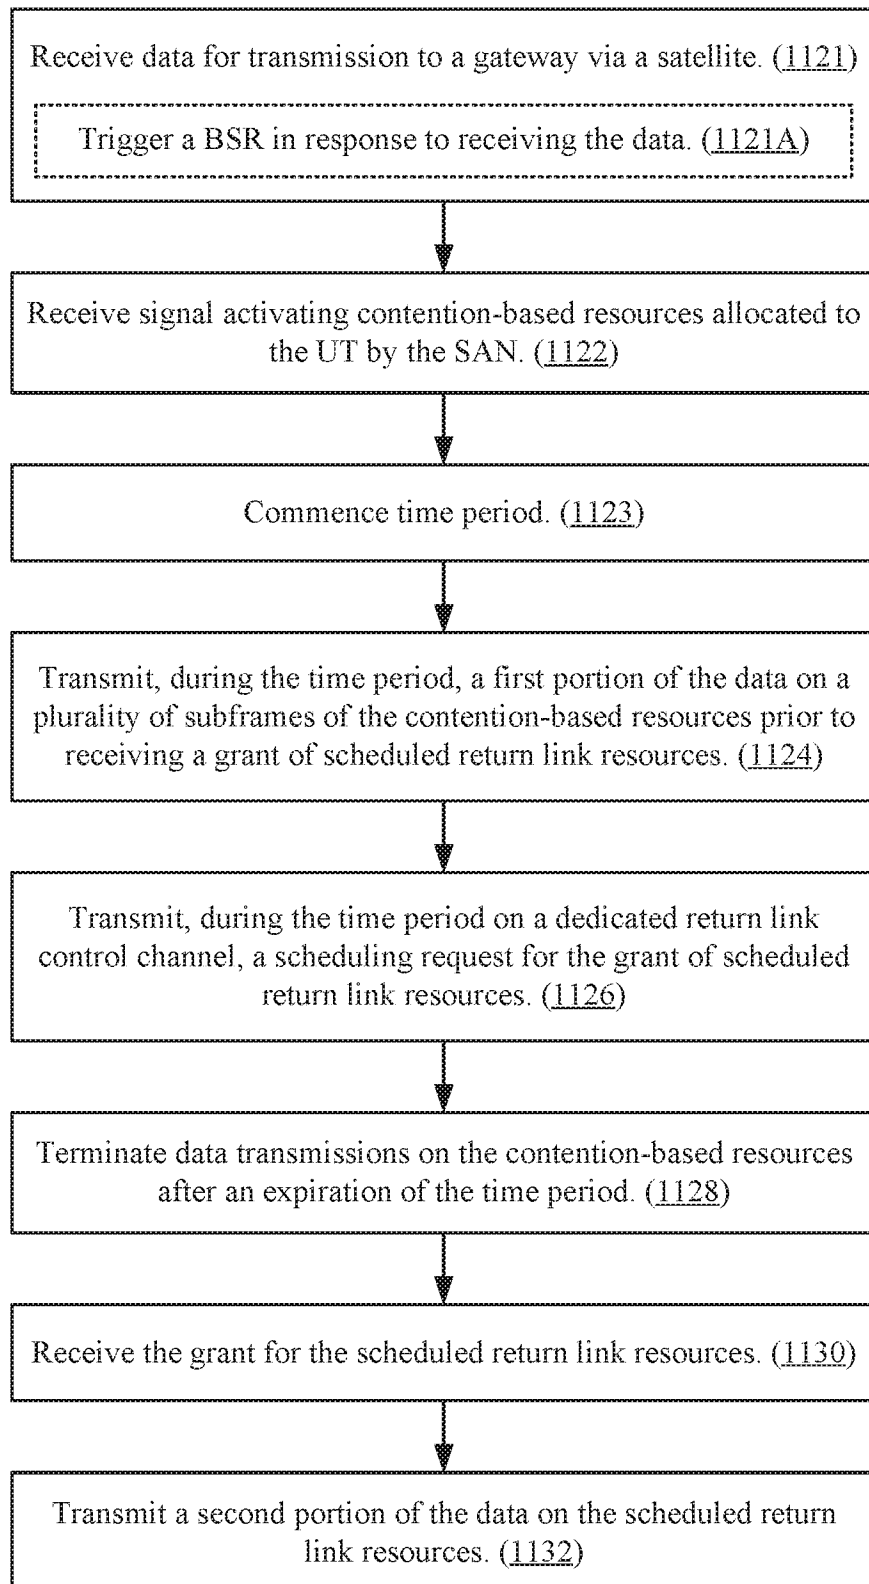 Receive data for transmission to a gateway via a satellite. (1121)
Trigger a BSR in response to receiving the data. (1121A)
Receive signal activating contention-based resources allocated to
the UT by the SAN. (1122)
Commence time period. (1123)
Transmit, during the time period, a first portion of the data on a
plurality of subframes of the contention-based resources prior to
receiving a grant of scheduled return link resources. (1124)
Transmit, during the time period on a dedicated return link
control channel, a scheduling request for the grant of scheduled
return link resources. (1126)
Terminate data transmissions on the contention-based resources
after an expiration of the time period. (1128)
Receive the grant for the scheduled return link resources. (1130)
Transmit a second portion of the data on the scheduled return
link resources. (1132)